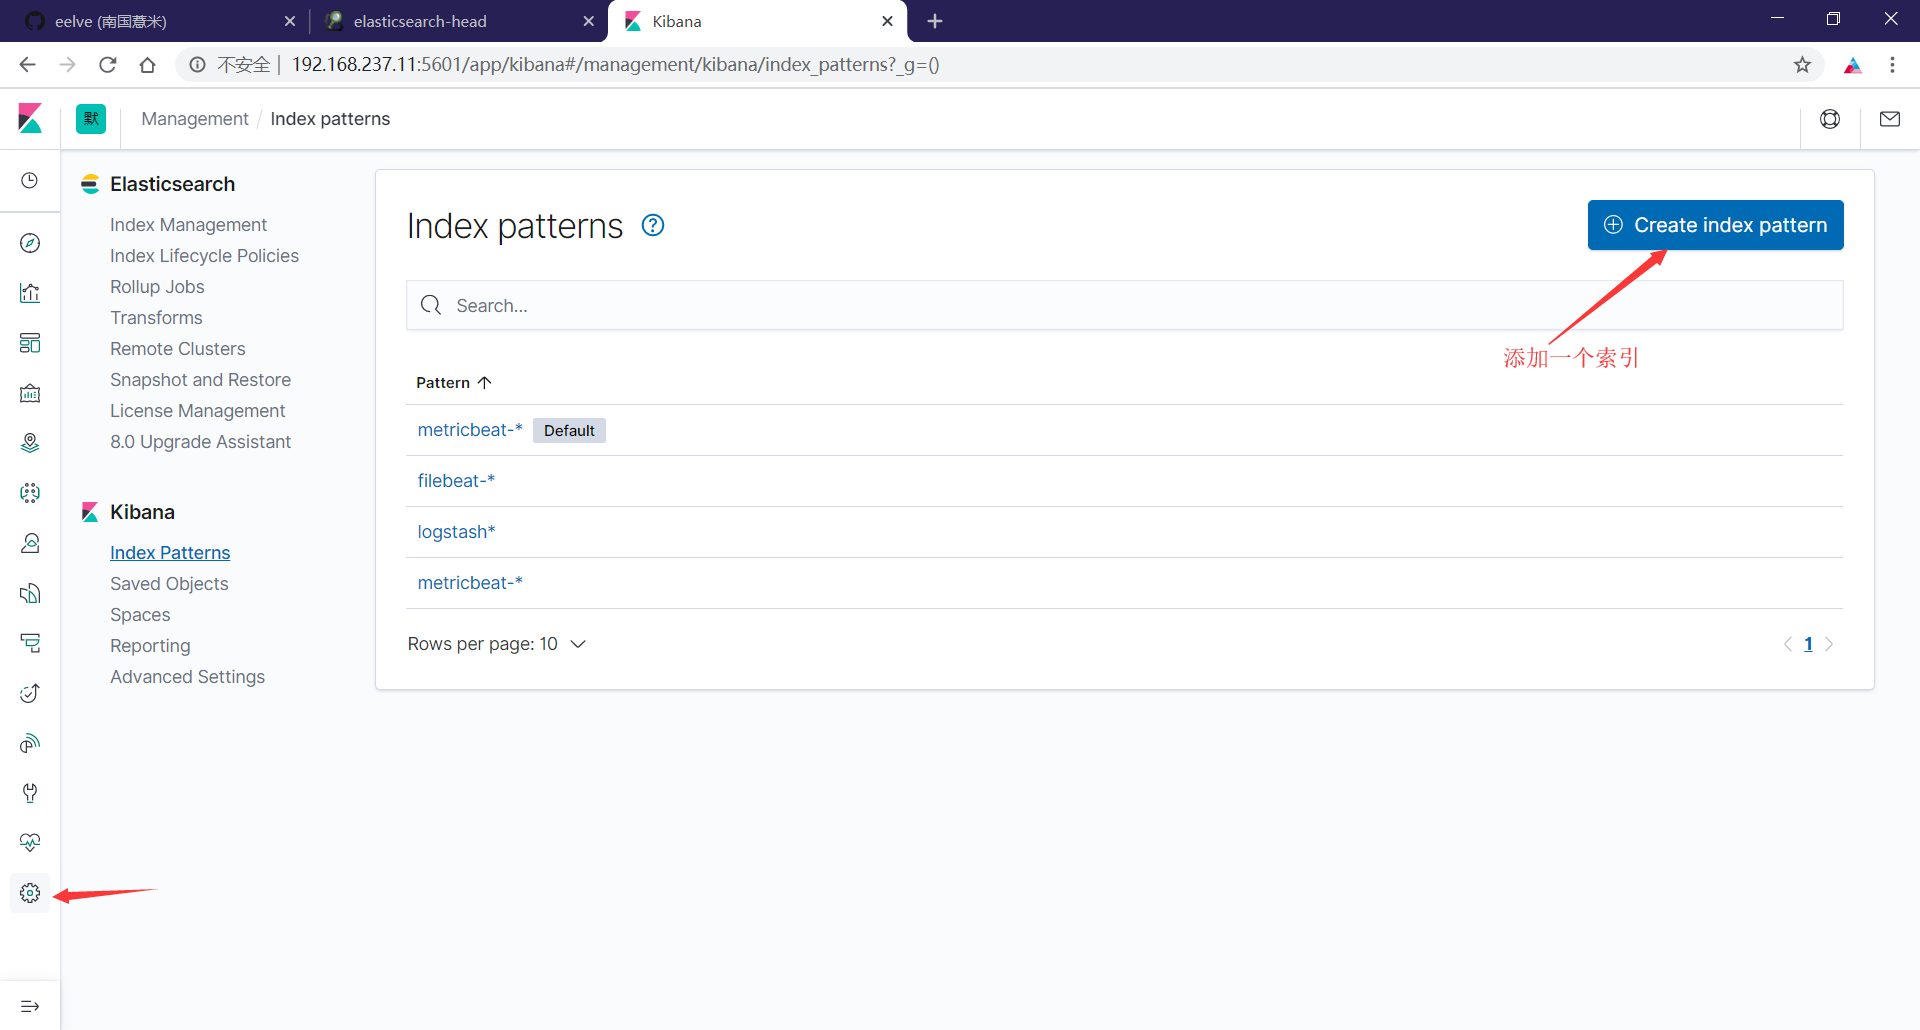 eelve (南国薏米)
elasticsearch-head
Kibana
不安全 | 192.168.237.11:5601/app/kibana#/management/kibana/index_patterns?_g=()
默
Management / Index patterns
Elasticsearch
Index Management
Index Lifecycle Policies
Rollup Jobs
Transforms
Remote Clusters
Snapshot and Restore
License Management
8.0 Upgrade Assistant
Kibana
Index Patterns
Saved Objects
Spaces
Reporting
Advanced Settings
Index patterns
Create index pattern
Search...
添加一个索引
Pattern
metricbeat-* Default
filebeat-*
logstash*
metricbeat-*
Rows per page: 10
1